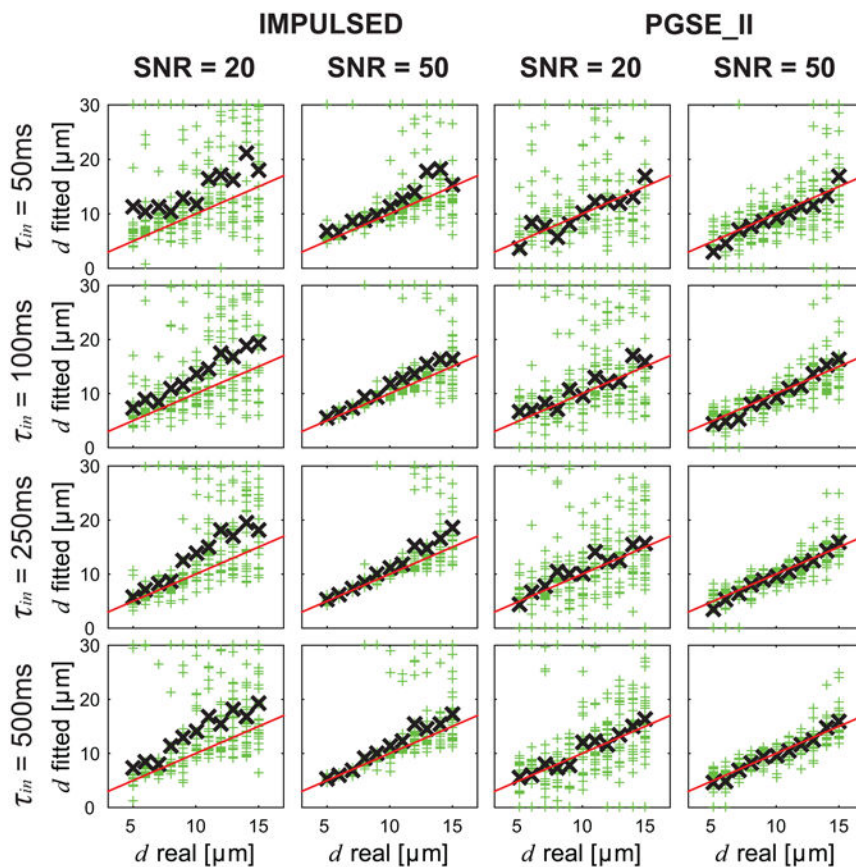 IMPULSED PGSE_II
SNR = 20 SNR = 50 SNR = 20 SNR = 50
τin = 50ms
d fitted [µm]
30
20
10
0
τin = 100ms
d fitted [µm]
30
20
10
0
τin = 250ms
d fitted [µm]
30
20
10
0
τin = 500ms
d fitted [µm]
30
20
10
0
5 10 15 5 10 15 5 10 15 5 10 15
d real [µm] d real [µm] d real [µm] d real [µm]